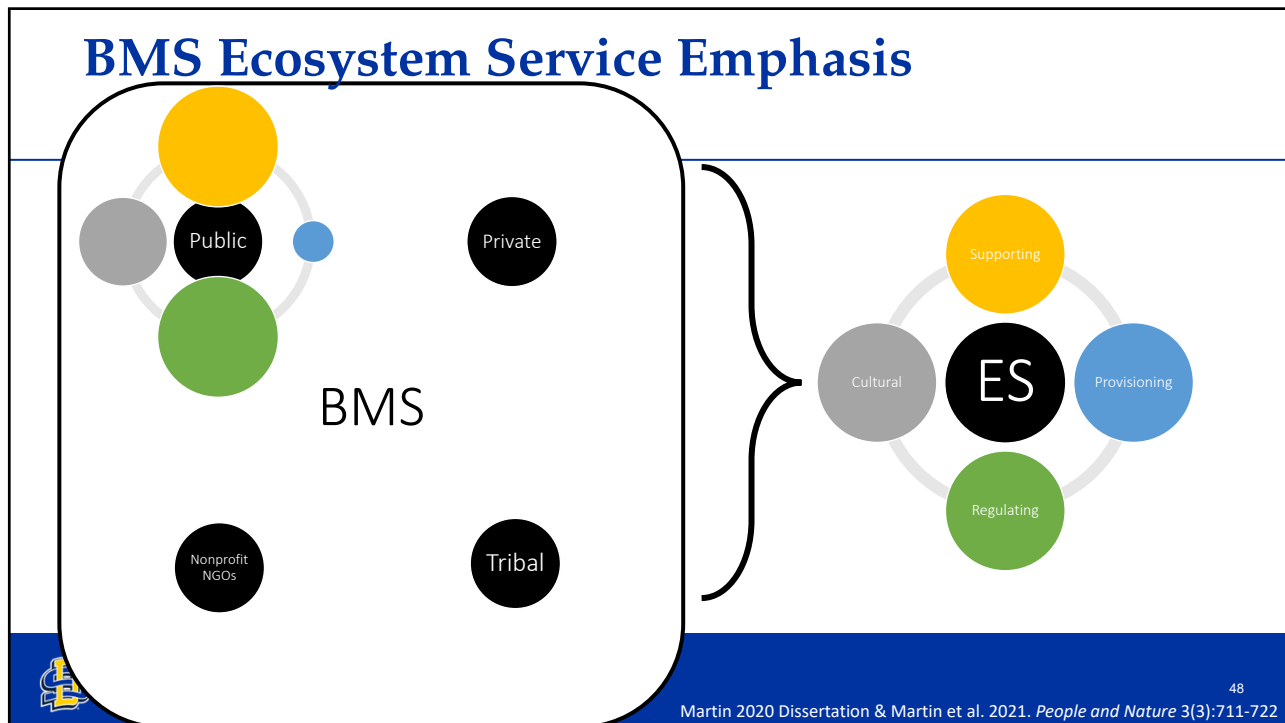 BMS Ecosystem Service Emphasis
Public
Private
BMS
Nonprofit
NGOs
Tribal
Supporting
Cultural
ES
Provisioning
Regulating
48
Martin 2020 Dissertation & Martin et al. 2021. People and Nature 3(3):711-722